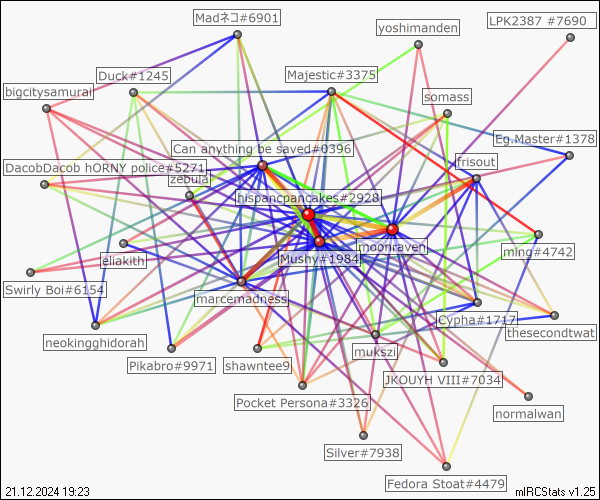 Madネコ#6901
LPK2387 #7690
yoshimanden
Duck#1245
Majestic#3375
bigcitysamurai
somass
Eg.Master#1378
Can anything be saved#0396
frisout
DacobDacob hORNY police#5271
zebulal
hispancpancakes#2928
moonraven
ming#4742
eliakith
Mushy#1984
Swirly Boi#6154
marcemadness
Cypha#1717
thesecondtwat
neokingghidorah
mukszi
Pikabro#9971
shawntee9
JKOUYH VIII#7034
Pocket Persona#3326
normalwan
Silver#7938
Fedora Stoat#4479
21.12.2024 19:23
mIRCStats v1.25